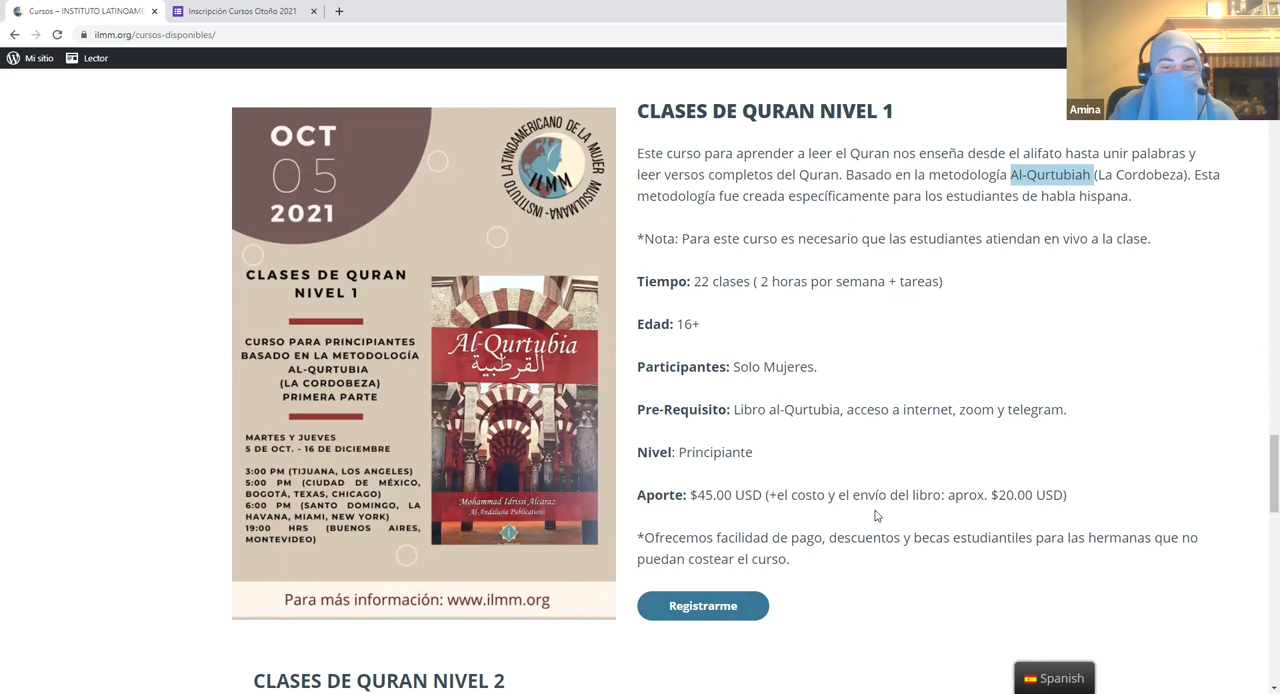 Cursos – INSTITUTO LATINOAME
Inscripción Cursos Otoño 2021
ilmm.org/cursos-disponibles/
Mi sitio
Lector
Amina
OCT
05
2021
INSTITUTO LATINOAMERICANO DE LA MUJER MUSULMANA
ILMM
CLASES DE QURAN
NIVEL 1
CURSO PARA PRINCIPIANTES
BASADO EN LA METODOLOGÍA
AL-QURTUBIA
(LA CORDOBEZA)
PRIMERA PARTE
MARTES Y JUEVES
5 DE OCT. - 16 DE DICIEMBRE
3:00 PM (TIJUANA, LOS ANGELES)
5:00 PM (CIUDAD DE MÉXICO,
BOGOTÁ, TEXAS, CHICAGO)
6:00 PM (SANTO DOMINGO, LA
HAVANA, MIAMI, NEW YORK)
19:00 HRS (BUENOS AIRES,
MONTEVIDEO)
Al-Qurtubia
القرطبية
Mohammad Idrissi Alcaraz
Al Andalusia Publications
Para más información: www.ilmm.org
CLASES DE QURAN NIVEL 1
Este curso para aprender a leer el Quran nos enseña desde el alifato hasta unir palabras y
leer versos completos del Quran. Basado en la metodología Al-Qurtubiah (La Cordobeza). Esta
metodología fue creada específicamente para los estudiantes de habla hispana.
*Nota: Para este curso es necesario que las estudiantes atiendan en vivo a la clase.
Tiempo: 22 clases ( 2 horas por semana + tareas)
Edad: 16+
Participantes: Solo Mujeres.
Pre-Requisito: Libro al-Qurtubia, acceso a internet, zoom y telegram.
Nivel: Principiante
Aporte: $45.00 USD (+el costo y el envío del libro: aprox. $20.00 USD)
*Ofrecemos facilidad de pago, descuentos y becas estudiantiles para las hermanas que no
puedan costear el curso.
Registrarme
CLASES DE QURAN NIVEL 2
Spanish